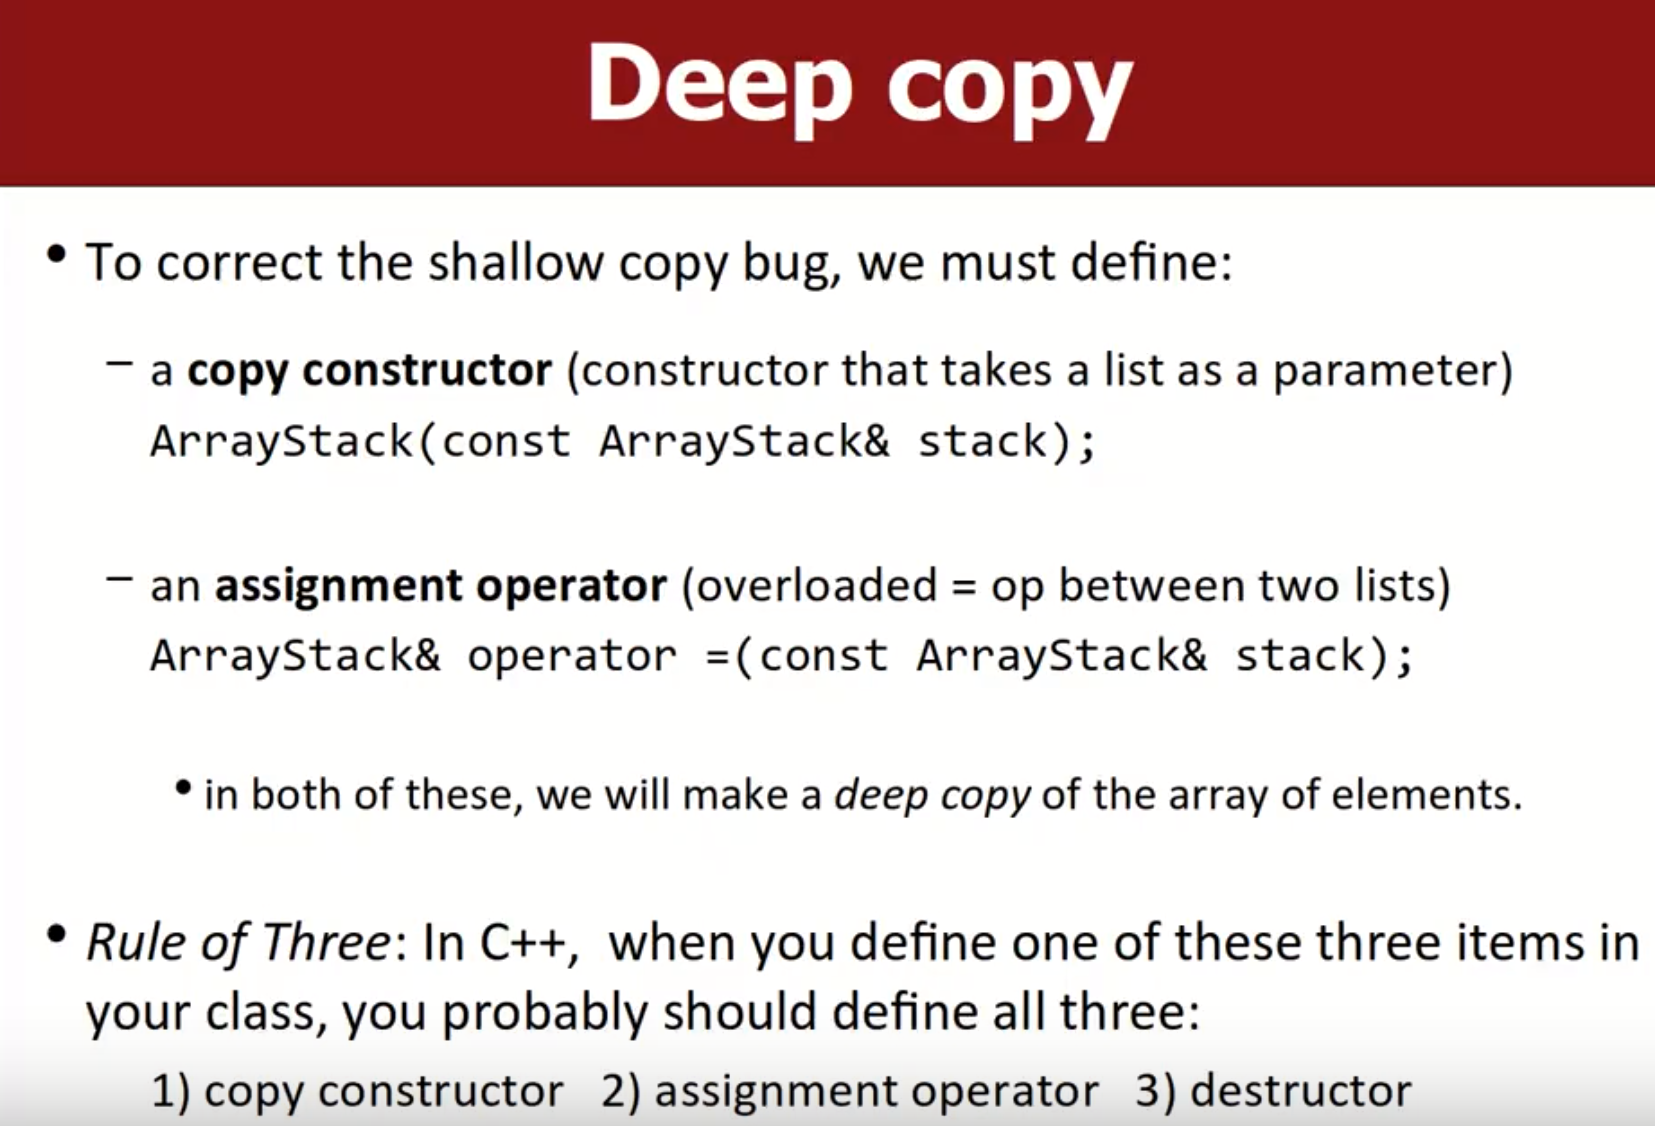 Deep copy
• To correct the shallow copy bug, we must define:
– a copy constructor (constructor that takes a list as a parameter)
ArrayStack(const ArrayStack& stack);
– an assignment operator (overloaded = op between two lists)
ArrayStack& operator =(const ArrayStack& stack);
• in both of these, we will make a deep copy of the array of elements.
• Rule of Three: In C++, when you define one of these three items in
your class, you probably should define all three:
1) copy constructor 2) assignment operator 3) destructor